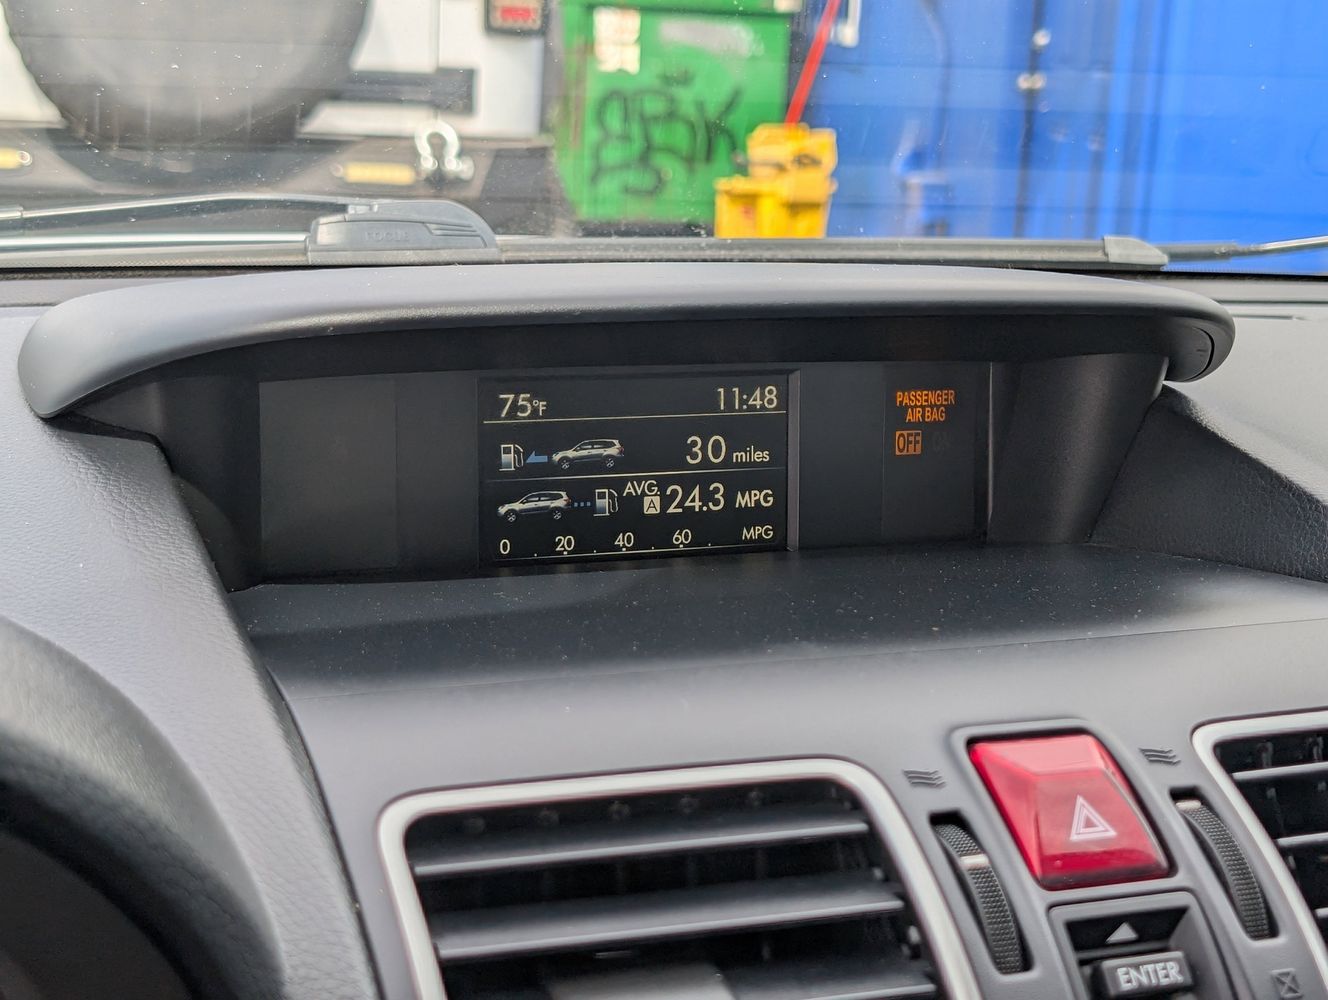 75°F 11:48
30 miles
AVG.
A 24.3 MPG
0 20 40 60 MPG
PASSENGER
AIR BAG
OFF
ENTER